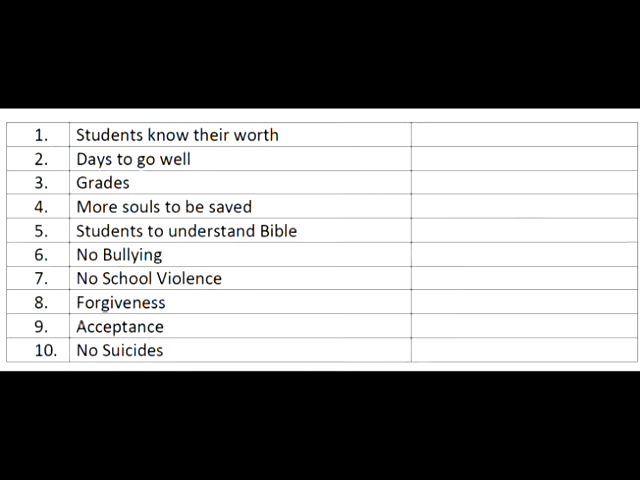 1. Students know their worth
2. Days to go well
3. Grades
4. More souls to be saved
5. Students to understand Bible
6. No Bullying
7. No School Violence
8. Forgiveness
9. Acceptance
10. No Suicides